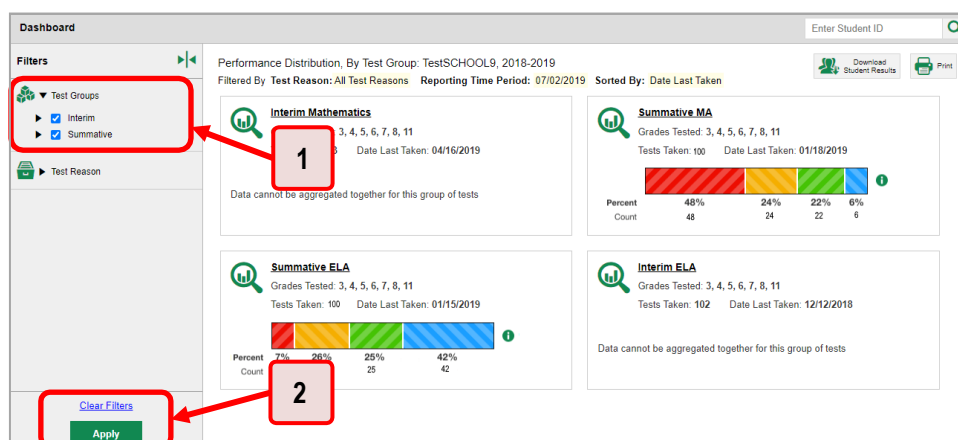 Dashboard
Enter Student ID
Filters
Test Groups
Interim
Summative
Test Reason
Clear Filters
Apply
Performance Distribution, By Test Group: TestSCHOOL9, 2018-2019
Filtered By Test Reason: All Test Reasons Reporting Time Period: 07/02/2019 Sorted By: Date Last Taken
Download
Student Results
Print
Interim Mathematics
3, 4, 5, 6, 7, 8, 11
3 Date Last Taken: 04/16/2019
Data cannot be aggregated together for this group of tests
Summative MA
Grades Tested: 3, 4, 5, 6, 7, 8, 11
Tests Taken: 100 Date Last Taken: 01/18/2019
Percent 48% 24% 22% 6%
Count 48 24 22 6
Summative ELA
Grades Tested: 3, 4, 5, 6, 7, 8, 11
Tests Taken: 100 Date Last Taken: 01/15/2019
Percent 7% 26% 25% 42%
Count 25 42
Interim ELA
Grades Tested: 3, 4, 5, 6, 7, 8, 11
Tests Taken: 102 Date Last Taken: 12/12/2018
Data cannot be aggregated together for this group of tests
1
2